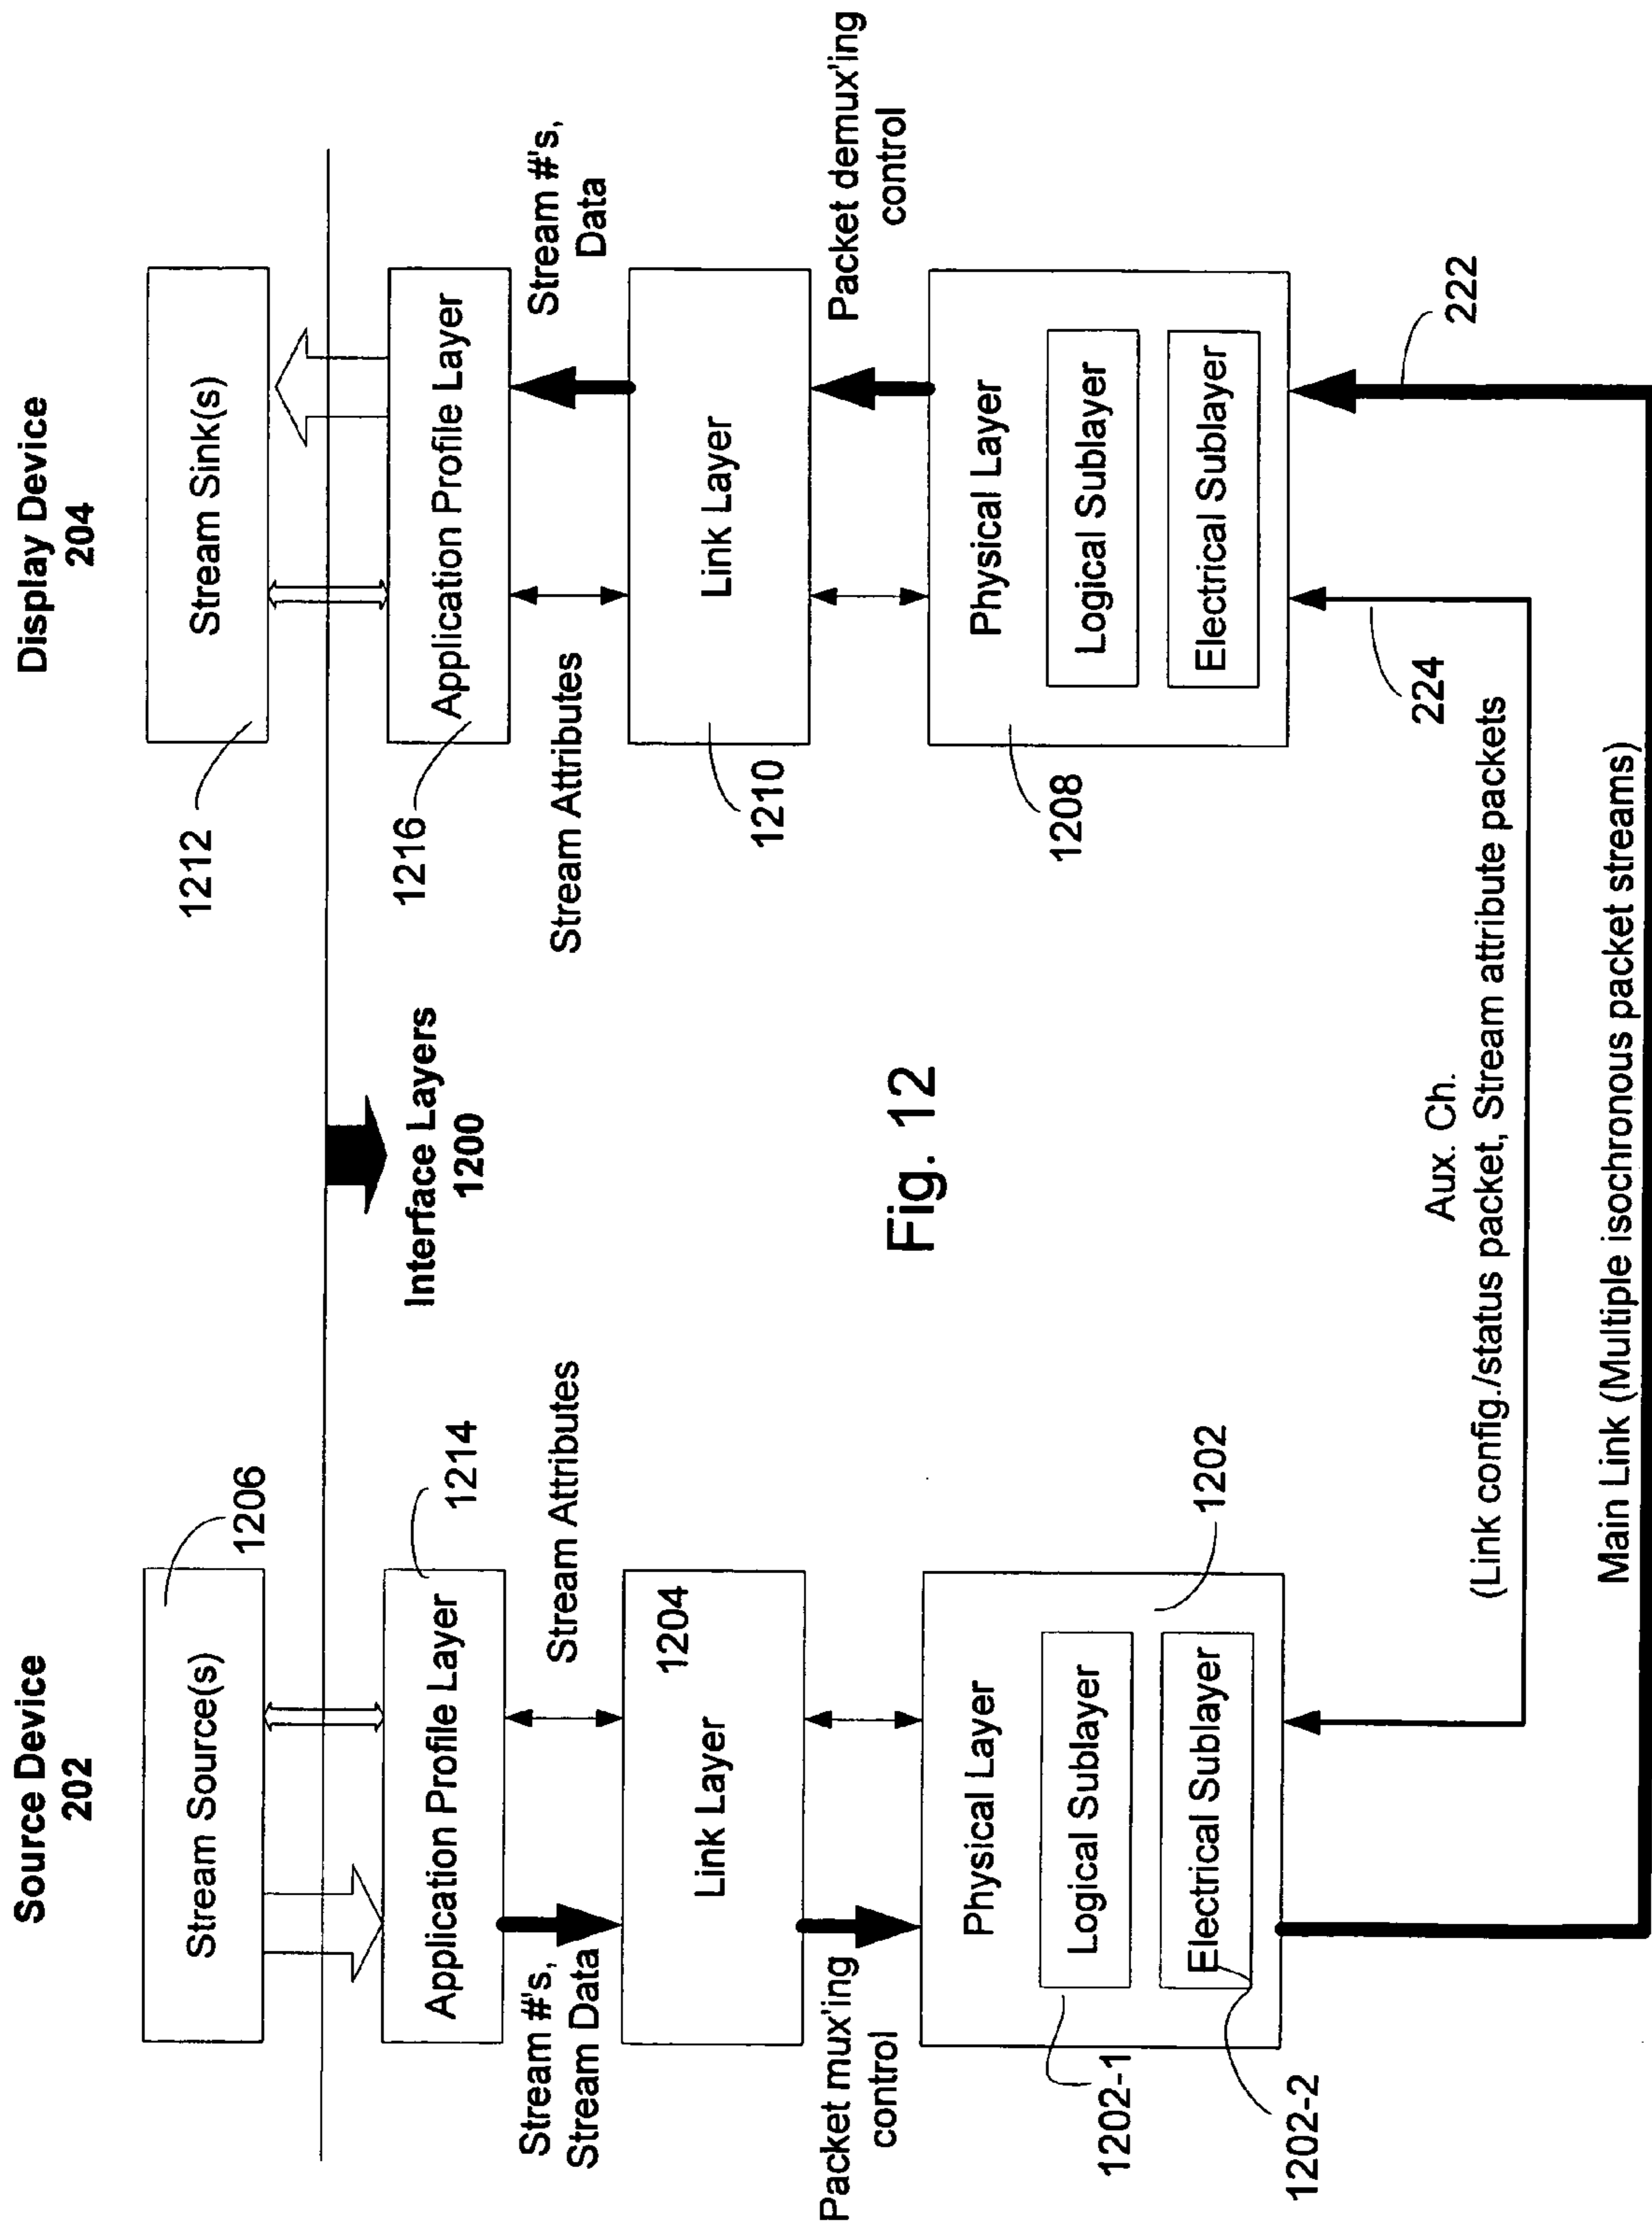 Source Device
202
Stream Source(s)
1206
Application Profile Layer
1214
Stream #'s,
Stream Data
Stream Attributes
Link Layer
1204
Packet mux'ing
control
Physical Layer
1202
Logical Sublayer
1202-1
Electrical Sublayer
1202-2
Interface Layers
1200
Fig. 12
Display Device
204
Stream Sink(s)
1212
Application Profile Layer
1216
Stream Attributes
Stream #'s,
Data
Link Layer
1210
Packet demux'ing
control
Physical Layer
1208
Logical Sublayer
Electrical Sublayer
224
222
Aux. Ch.
(Link config./status packet, Stream attribute packets
Main Link (Multiple isochronous packet streams)